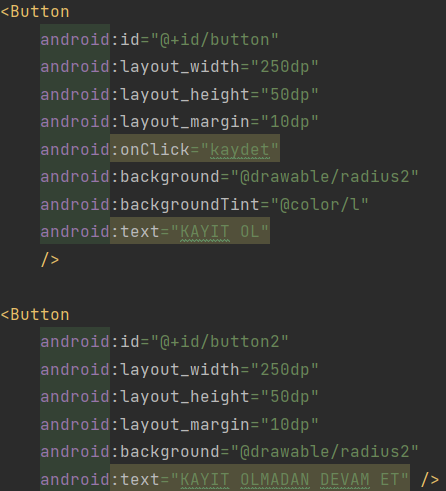 <Button
android:id="@+id/button"
android:layout_width="250dp"
android:layout_height="50dp"
android:layout_margin="10dp"
android:onClick="kaydet"
android:background="@drawable/radius2"
android:backgroundTint="@color/l"
android:text="KAYIT OL"
/>
<Button
android:id="@+id/button2"
android:layout_width="250dp"
android:layout_height="50dp"
android:layout_margin="10dp"
android:background="@drawable/radius2"
android:text="KAYIT OLMADAN DEVAM ET" />